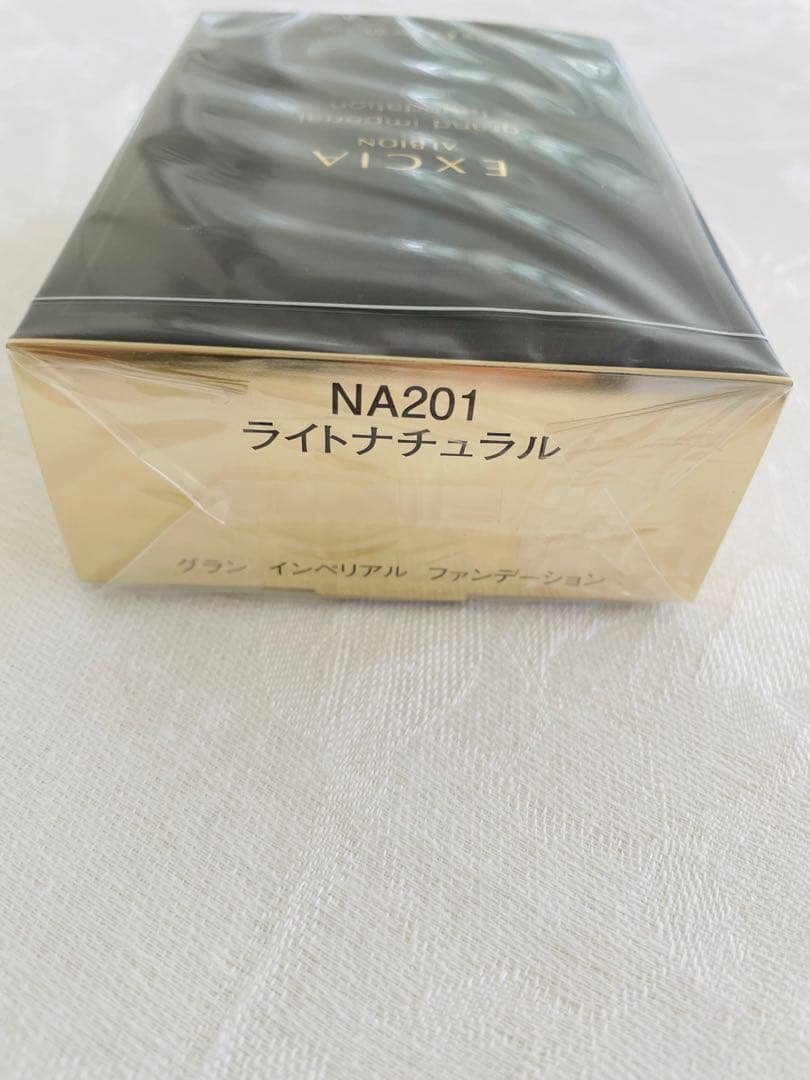 EXCIA
ALBION
grand imperial
foundation
NA201
ライトナチュラル
グラン インペリアル ファンデーション